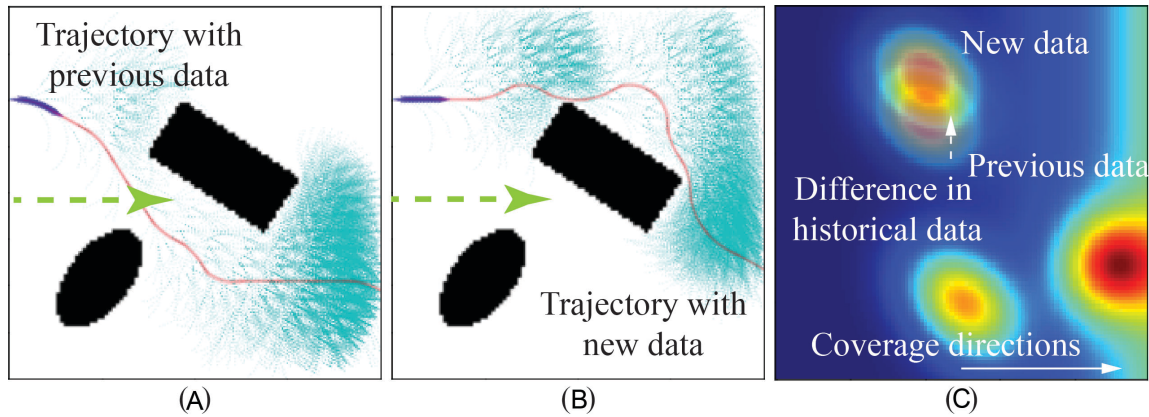 Trajectory with
previous data
(A)
Trajectory with
new data
(B)
New data
Previous data
Difference in
historical data
Coverage directions
(C)